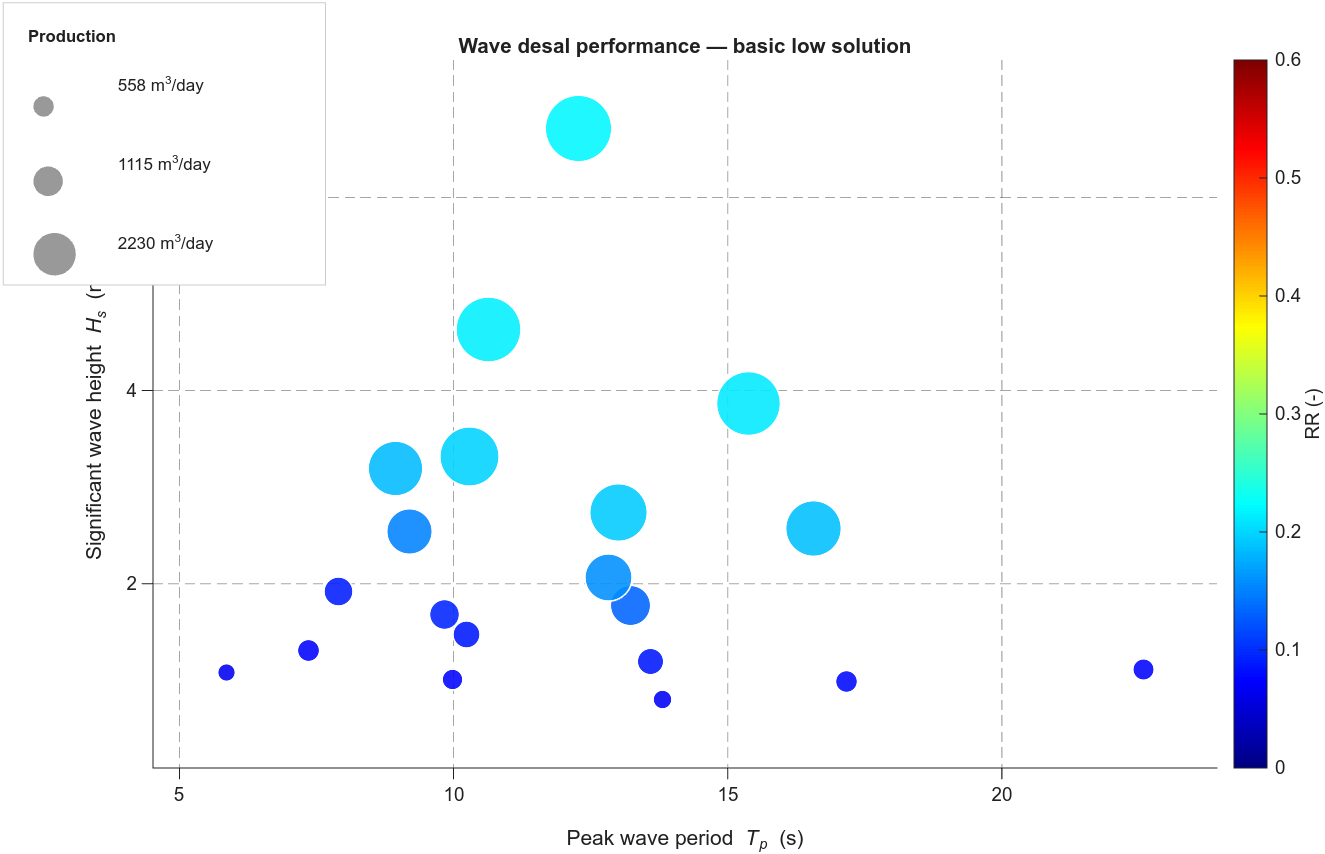 Production
558 m³/day
1115 m³/day
2230 m³/day
Wave desal performance — basic low solution
Significant wave height Hₛ
4
2
5 10 15 20
Peak wave period Tₚ (s)
0.6
0.5
0.4
0.3
0.2
0.1
0
RR (-)